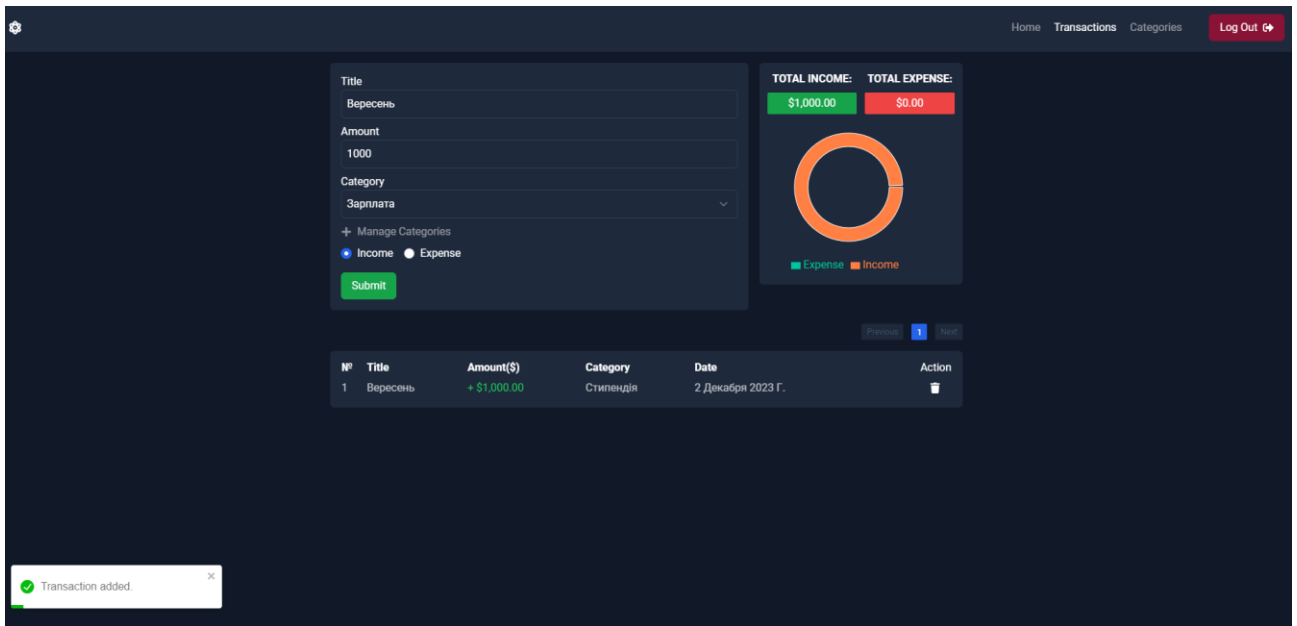 Home Transactions Categories Log Out
Title
Вересень
Amount
1000
Category
Зарплата
+ Manage Categories
Income Expense
Submit
TOTAL INCOME: TOTAL EXPENSE:
$1,000.00 $0.00
Expense Income
Previous 1 Next
№ Title Amount($) Category Date Action
1 Вересень + $1,000.00 Стипендія 2 Декабря 2023 Г.
Transaction added.